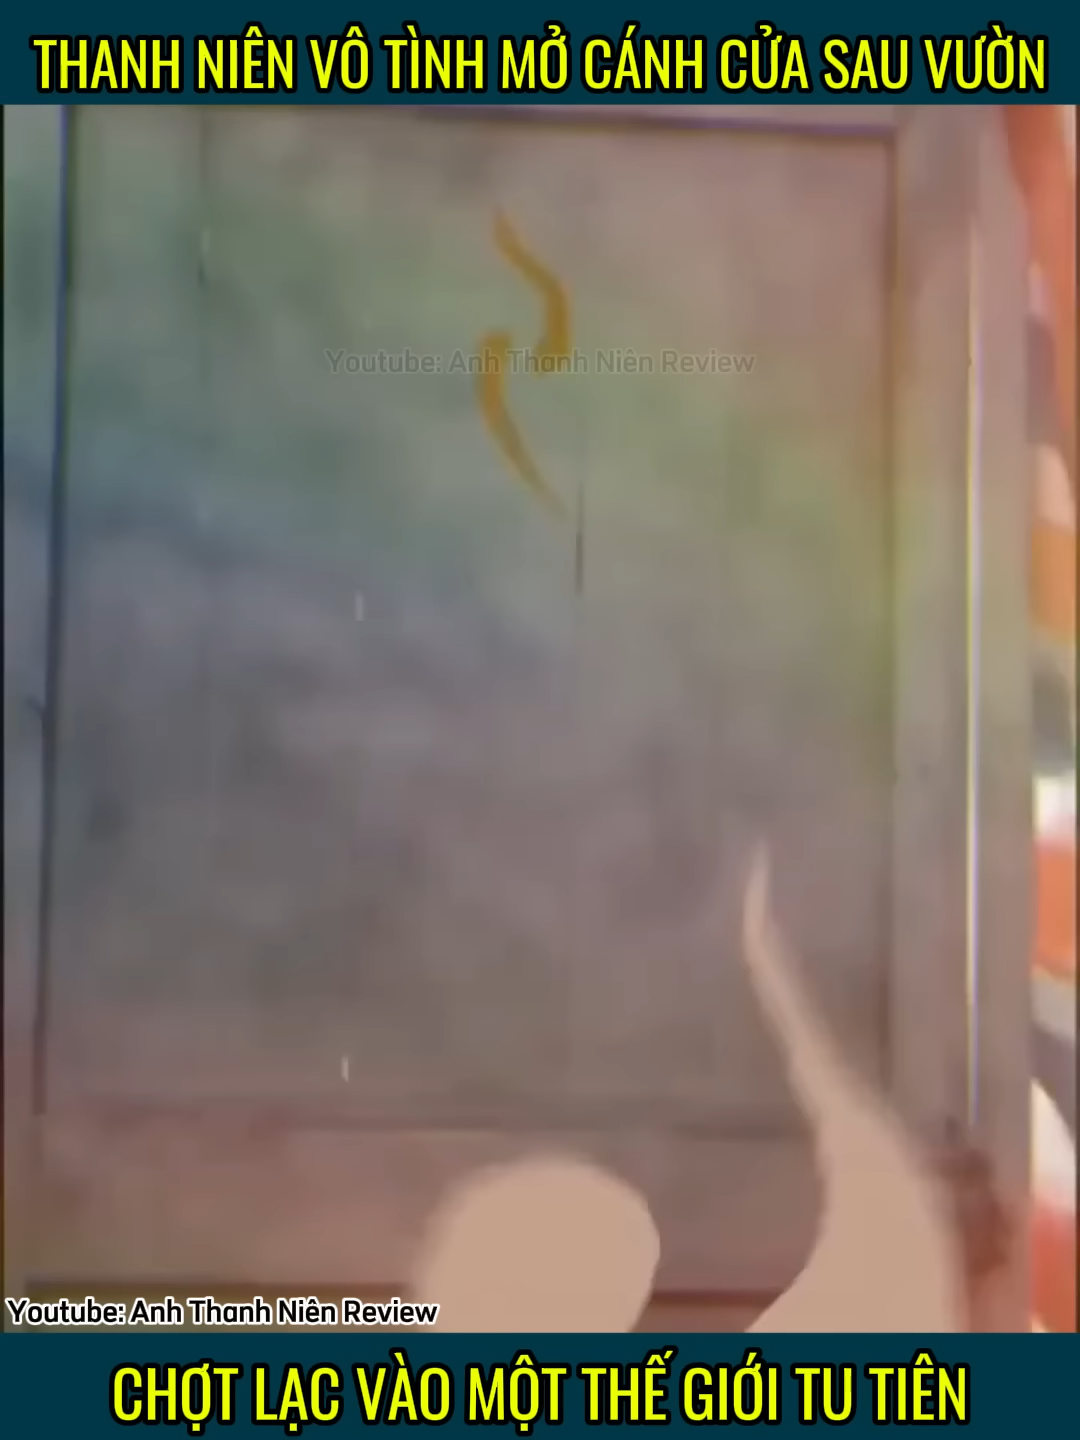 THANH NIÊN VÔ TÌNH MỞ CÁNH CỬA SAU VƯỜN
Youtube: Anh Thanh Niên Review
Youtube: Anh Thanh Niên Review
CHỢT LẠC VÀO MỘT THẾ GIỚI TU TIÊN